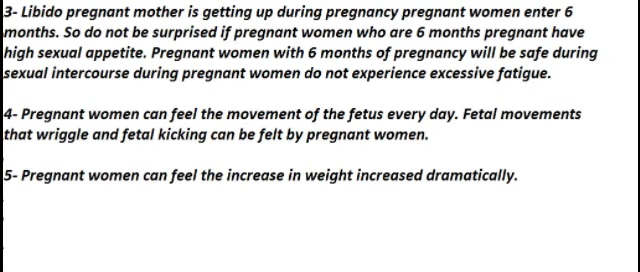 3- Libido pregnant mother is getting up during pregnancy pregnant women enter 6
months. So do not be surprised if pregnant women who are 6 months pregnant have
high sexual appetite. Pregnant women with 6 months of pregnancy will be safe during
sexual intercourse during pregnant women do not experience excessive fatigue.
4- Pregnant women can feel the movement of the fetus every day. Fetal movements
that wriggle and fetal kicking can be felt by pregnant women.
5- Pregnant women can feel the increase in weight increased dramatically.